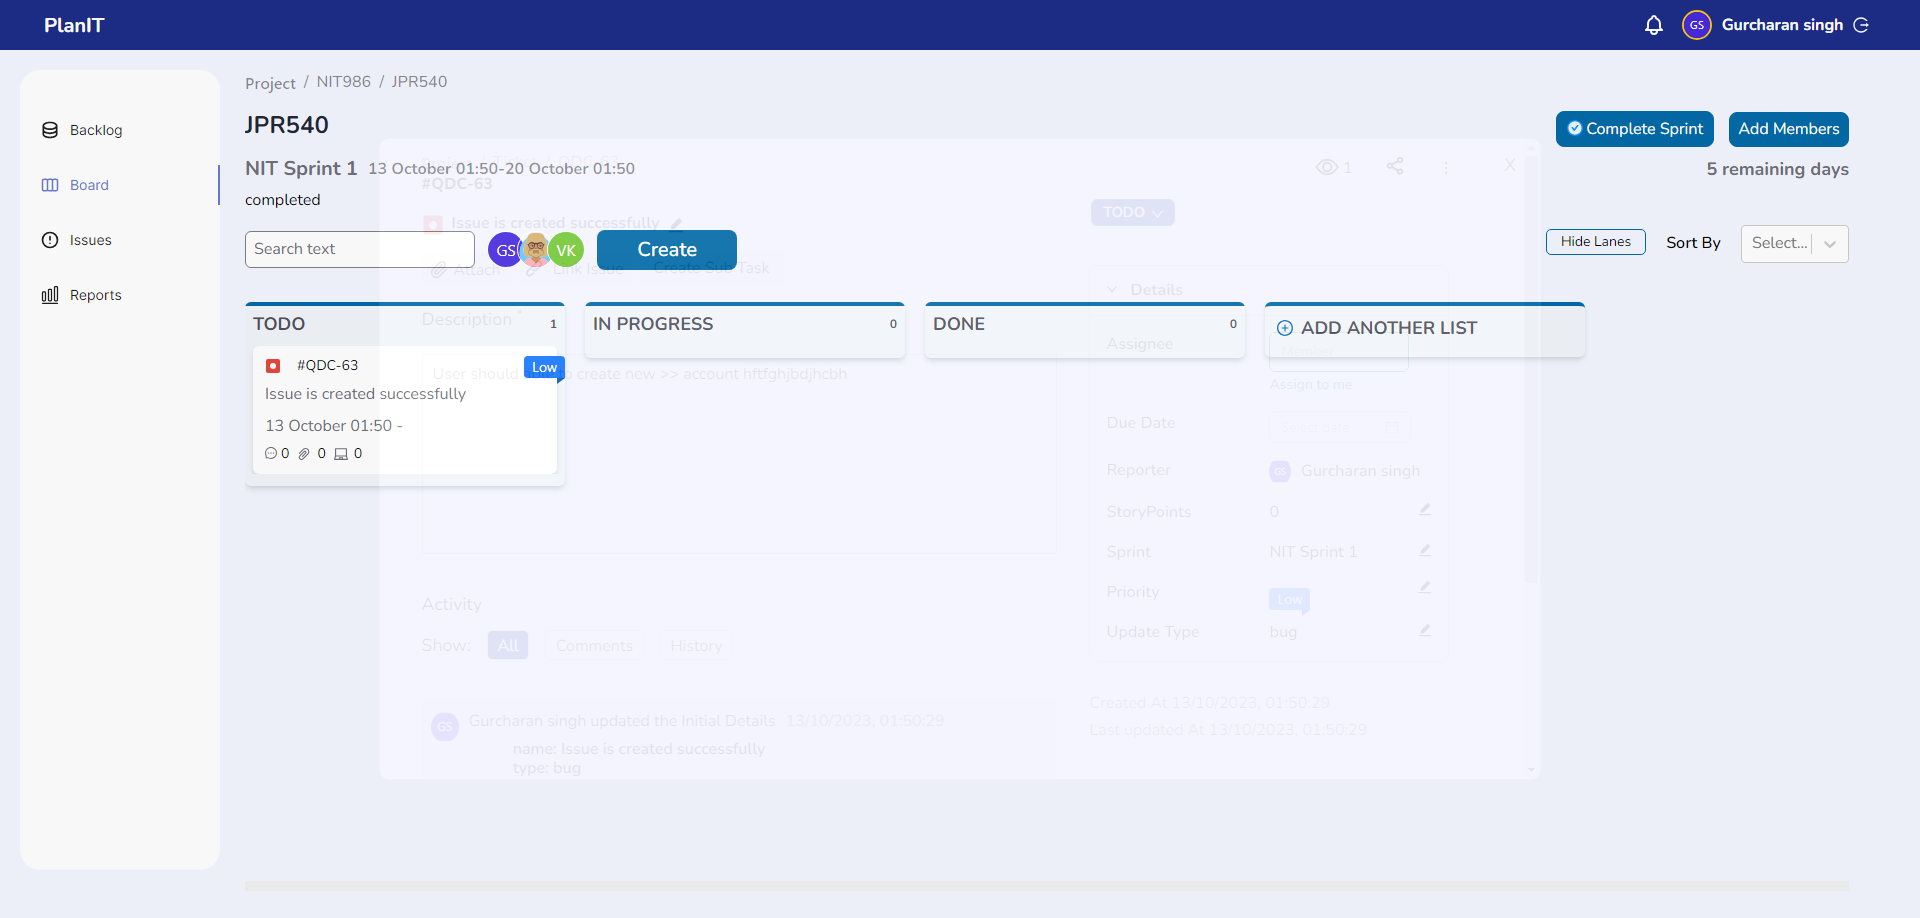 PlanIT
GS Gurcharan singh
Project / NIT986 / JPR540
JPR540
Complete Sprint
Add Members
NIT Sprint 1 13 October 01:50-20 October 01:50
5 remaining days
completed
Backlog
Board
Issues
Reports
Search text
GS
VK
Create
Hide Lanes
Sort By
Select...
TODO 1
IN PROGRESS 0
DONE 0
ADD ANOTHER LIST
#QDC-63
Low
Issue is created successfully
13 October 01:50 -
0 0 0
#QDC-63
1
X
Issue is created successfully
TODO
Attach
Link Issue
Create Sub Task
Description *
User should to create new >> account hftfghjbdjhcbh
Activity
Show: All Comments History
GS Gurcharan singh updated the Initial Details 13/10/2023, 01:50:29
name: Issue is created successfully
type: bug
Details
Assignee
Assign to me
Due Date Select date
Reporter GS Gurcharan singh
StoryPoints 0
Sprint NIT Sprint 1
Priority Low
Update Type bug
Created At 13/10/2023, 01:50:29
Last updated At 13/10/2023, 01:50:29